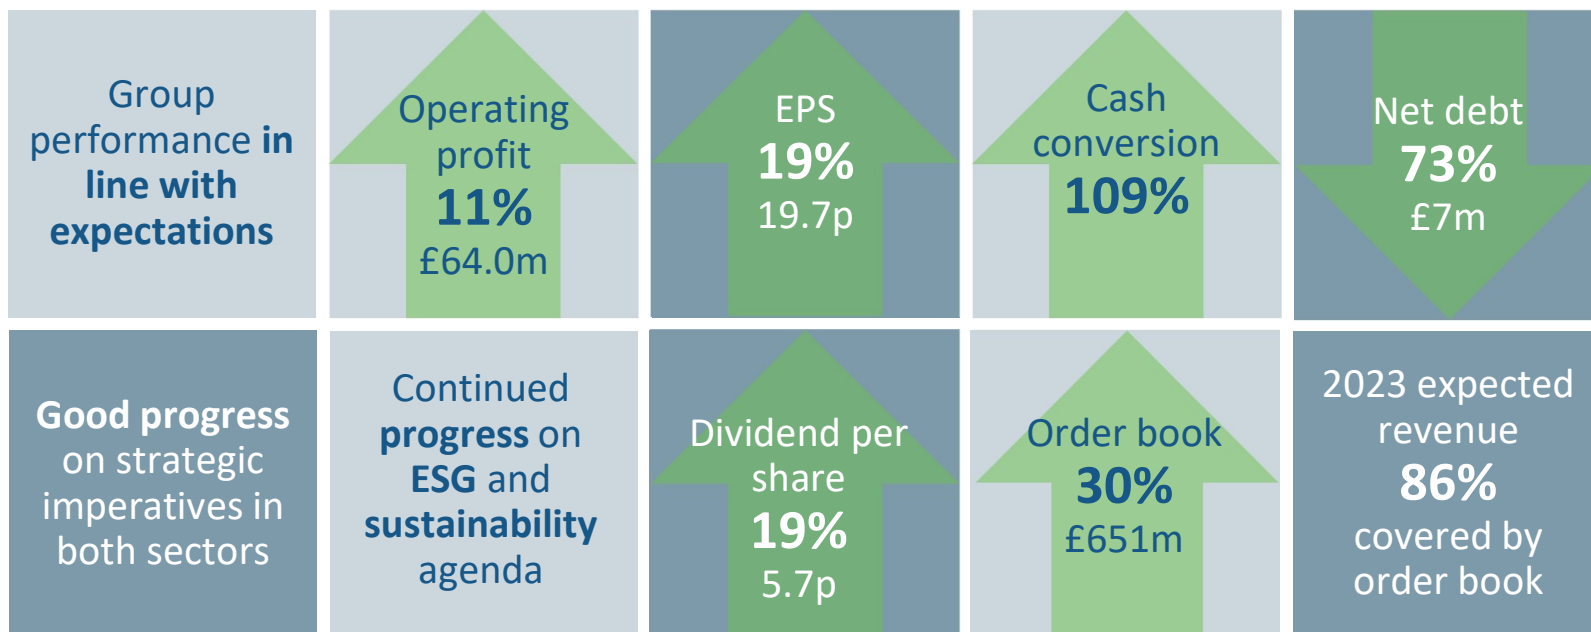 Group
performance in
line with
expectations
Operating
profit
11%
£64.0m
EPS
19%
19.7p
Cash
conversion
109%
Net debt
73%
£7m
Good progress
on strategic
imperatives in
both sectors
Continued
progress on
ESG and
sustainability
agenda
Dividend per
share
19%
5.7p
Order book
30%
£651m
2023 expected
revenue
86%
covered by
order book